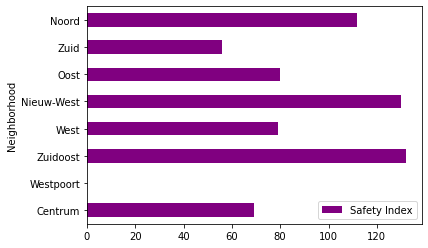 Noord
Zuid
Oost
Nieuw-West
West
Zuidoost
Westpoort
Centrum
Neighborhood
0 20 40 60 80 100 120
Safety Index